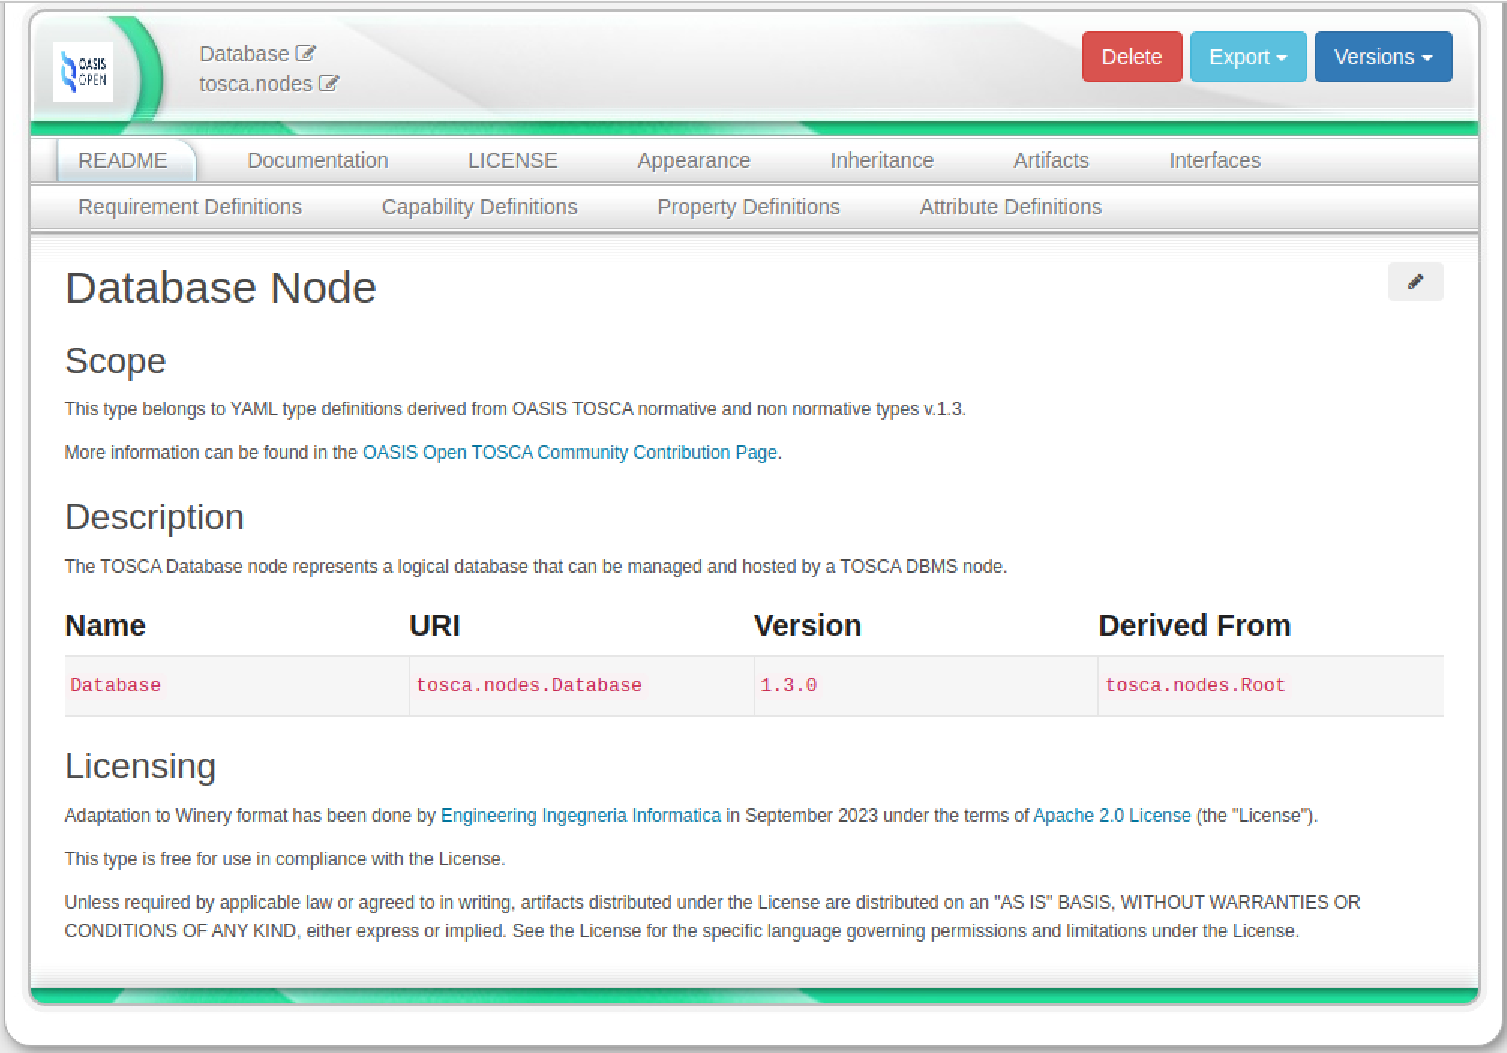 OASIS
OPEN
Database
tosca.nodes
Delete
Export
Versions
README Documentation LICENSE Appearance Inheritance Artifacts Interfaces
Requirement Definitions Capability Definitions Property Definitions Attribute Definitions
Database Node
Scope
This type belongs to YAML type definitions derived from OASIS TOSCA normative and non normative types v.1.3.
More information can be found in the OASIS Open TOSCA Community Contribution Page.
Description
The TOSCA Database node represents a logical database that can be managed and hosted by a TOSCA DBMS node.
Name URI Version Derived From
Database tosca.nodes.Database 1.3.0 tosca.nodes.Root
Licensing
Adaptation to Winery format has been done by Engineering Ingegneria Informatica in September 2023 under the terms of Apache 2.0 License (the "License").
This type is free for use in compliance with the License.
Unless required by applicable law or agreed to in writing, artifacts distributed under the License are distributed on an "AS IS" BASIS, WITHOUT WARRANTIES OR
CONDITIONS OF ANY KIND, either express or implied. See the License for the specific language governing permissions and limitations under the License.